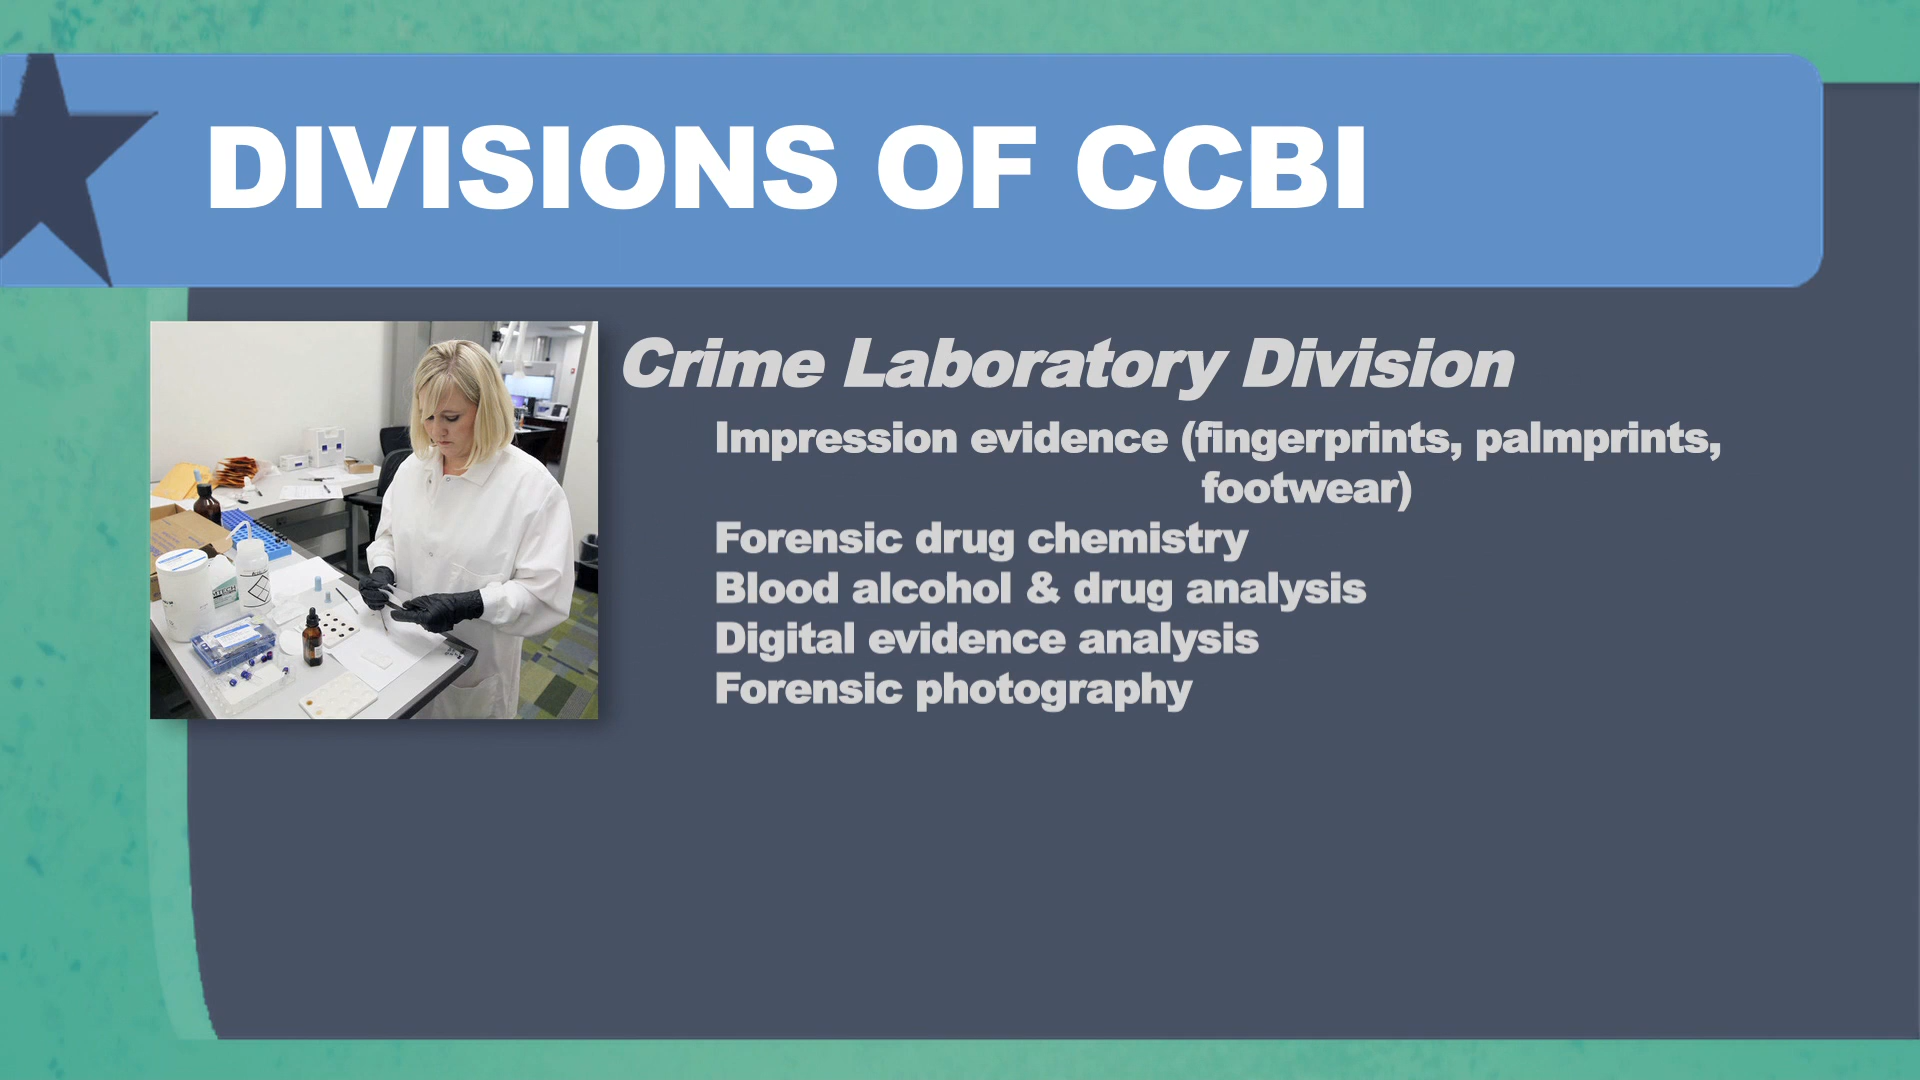 DIVISIONS OF CCBI
Crime Laboratory Division
Impression evidence (fingerprints, palmprints,
footwear)
Forensic drug chemistry
Blood alcohol & drug analysis
Digital evidence analysis
Forensic photography